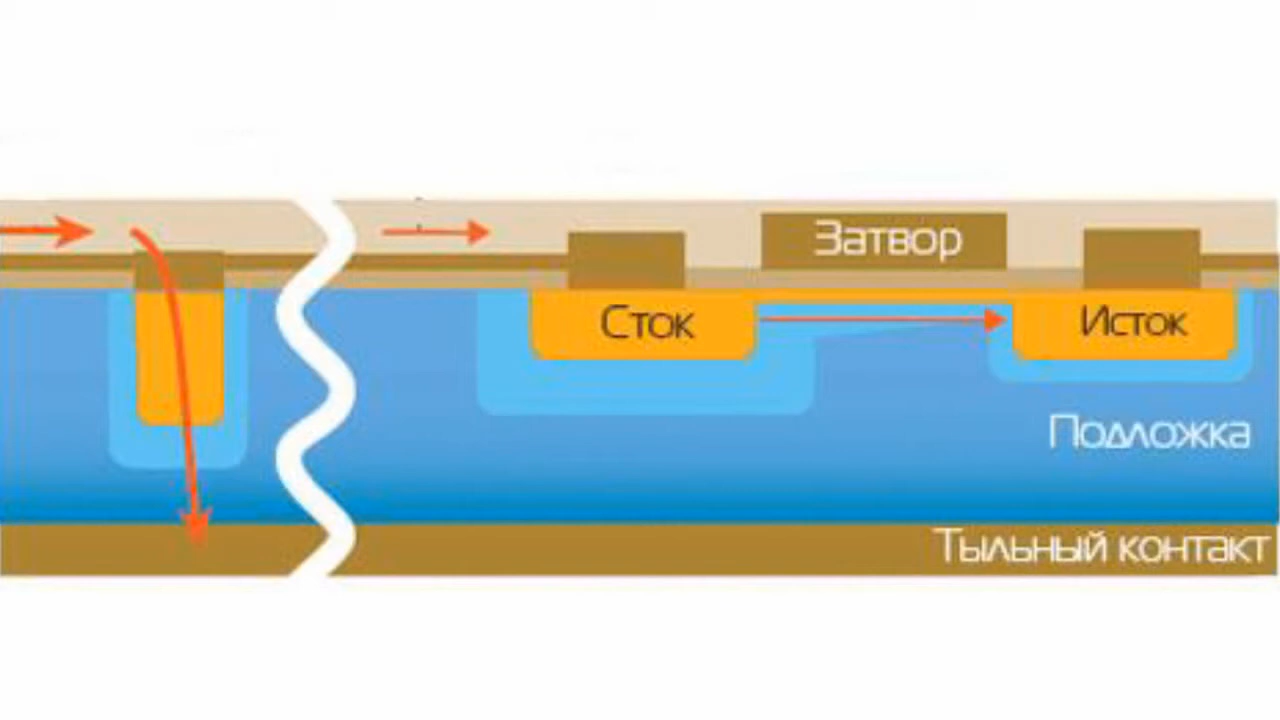 Затвор
Сток
Исток
Подложка
Тыльный контакт